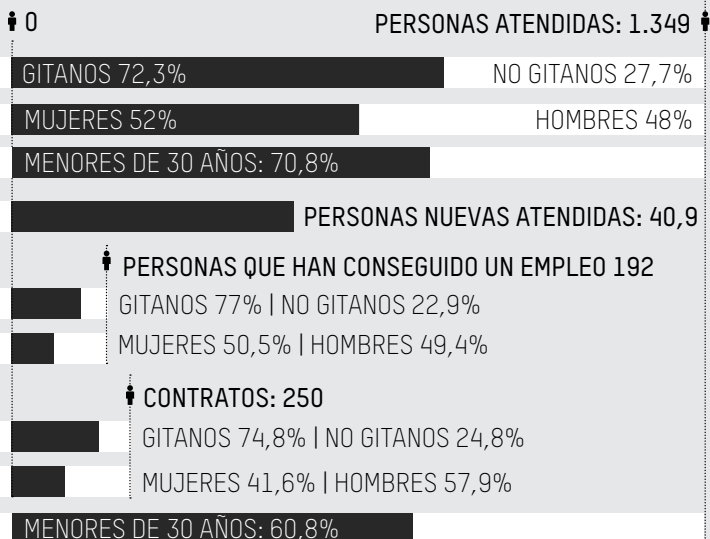 0
PERSONAS ATENDIDAS: 1.349
GITANOS 72,3% NO GITANOS 27,7%
MUJERES 52% HOMBRES 48%
MENORES DE 30 AÑOS: 70,8%
PERSONAS NUEVAS ATENDIDAS: 40,9
PERSONAS QUE HAN CONSEGUIDO UN EMPLEO 192
GITANOS 77% | NO GITANOS 22,9%
MUJERES 50,5% | HOMBRES 49,4%
CONTRATOS: 250
GITANOS 74,8% | NO GITANOS 24,8%
MUJERES 41,6% | HOMBRES 57,9%
MENORES DE 30 AÑOS: 60,8%